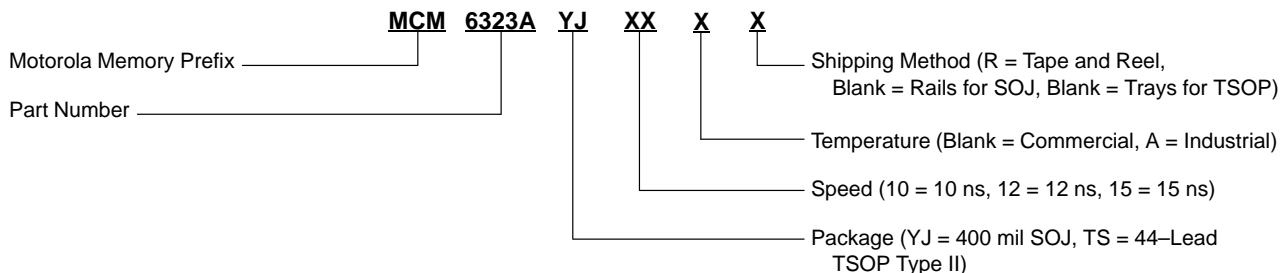 MCM 6323A YJ XX X X
Motorola Memory Prefix
Part Number
Shipping Method (R = Tape and Reel,
Blank = Rails for SOJ, Blank = Trays for TSOP)
Temperature (Blank = Commercial, A = Industrial)
Speed (10 = 10 ns, 12 = 12 ns, 15 = 15 ns)
Package (YJ = 400 mil SOJ, TS = 44–Lead
TSOP Type II)